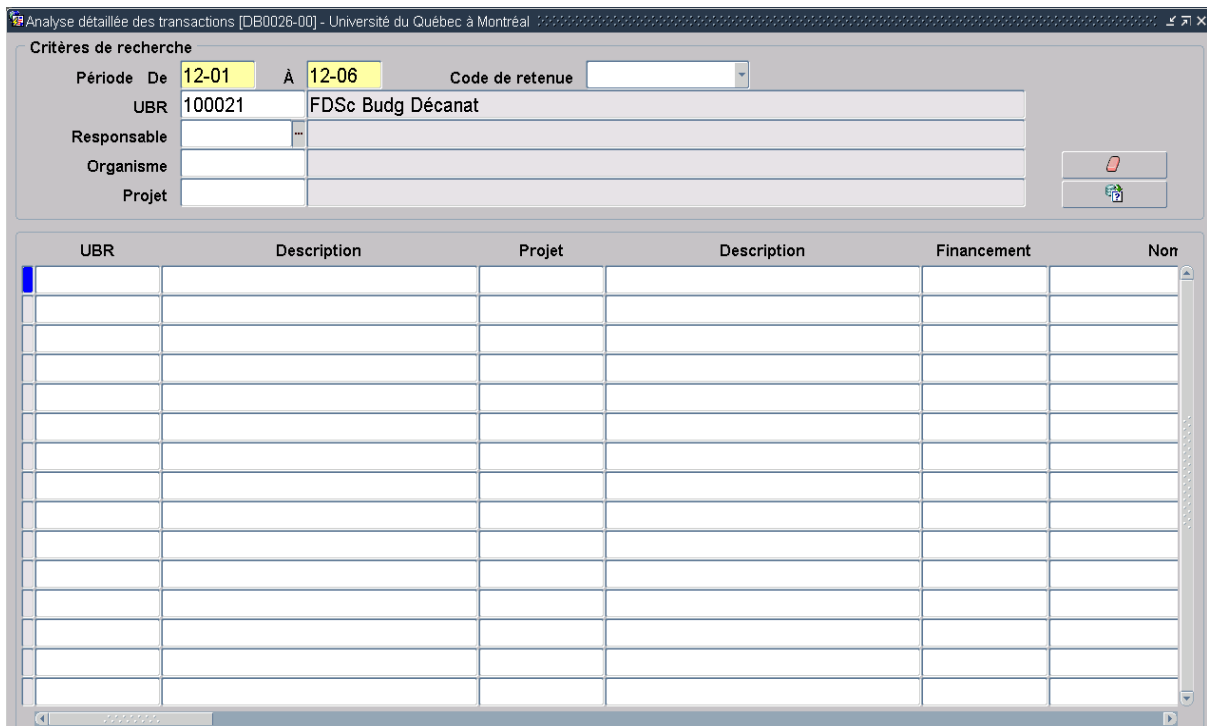 Analyse détaillée des transactions [DB0026-00] - Université du Québec à Montréal
Critères de recherche
Période De 12-01 À 12-06 Code de retenue
UBR 100021 FDSc Budg Décanat
Responsable ...
Organisme
Projet
UBR Description Projet Description Financement Nom